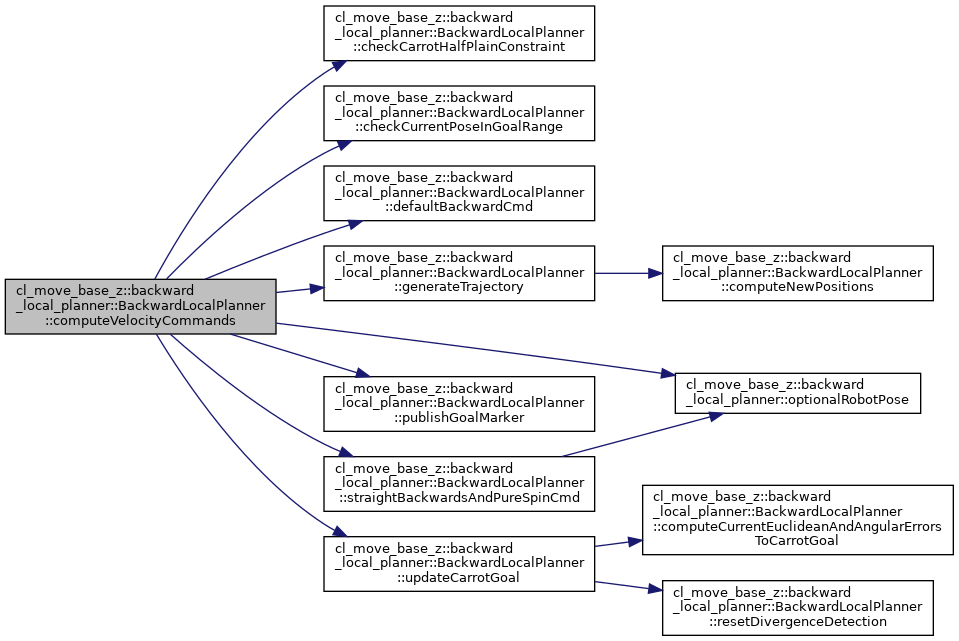 cl_move_base_z::backward
_local_planner::BackwardLocalPlanner
::checkCarrotHalfPlainConstraint
cl_move_base_z::backward
_local_planner::BackwardLocalPlanner
::checkCurrentPoseInGoalRange
cl_move_base_z::backward
_local_planner::BackwardLocalPlanner
::defaultBackwardCmd
cl_move_base_z::backward
_local_planner::BackwardLocalPlanner
::generateTrajectory
cl_move_base_z::backward
_local_planner::BackwardLocalPlanner
::computeNewPositions
cl_move_base_z::backward
_local_planner::BackwardLocalPlanner
::computeVelocityCommands
cl_move_base_z::backward
_local_planner::optionalRobotPose
cl_move_base_z::backward
_local_planner::BackwardLocalPlanner
::publishGoalMarker
cl_move_base_z::backward
_local_planner::BackwardLocalPlanner
::straightBackwardsAndPureSpinCmd
cl_move_base_z::backward
_local_planner::BackwardLocalPlanner
::computeCurrentEuclideanAndAngularErrors
ToCarrotGoal
cl_move_base_z::backward
_local_planner::BackwardLocalPlanner
::updateCarrotGoal
cl_move_base_z::backward
_local_planner::BackwardLocalPlanner
::resetDivergenceDetection